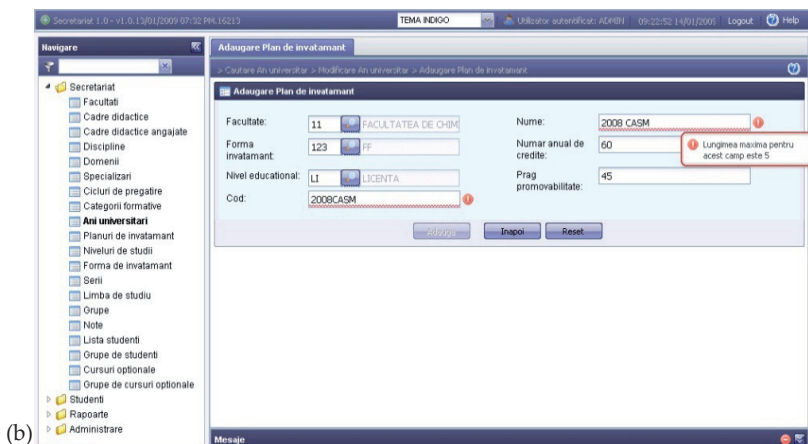 Secretariat 1.0 - v1.0.13/01/2009 07:32 PM.16213 TEMA INDIGO Utilizator autentificat: ADMIN 09:22:52 14/01/2009 Logout Help
Navigare
Secretariat
Facultati
Cadre didactice
Cadre didactice angajate
Discipline
Domenii
Specializari
Cicluri de pregatire
Categorii formative
Ani universitari
Planuri de invatamant
Niveluri de studii
Forma de invatamant
Serii
Limba de studiu
Grupe
Note
Lista studenti
Grupe de studenti
Cursuri optionale
Grupe de cursuri optionale
Studenti
Rapoarte
Administrare
Adaugare Plan de invatamant
> Cautare An universitar > Modificare An universitar > Adaugare Plan de invatamant
Adaugare Plan de invatamant
Facultate: 11 FACULTATEA DE CHIM
Forma invatamant: 123 FF
Nivel educational: LI LICENTA
Cod: 2008CASM
Nume: 2008 CASM
Numar anual de credite: 60
Lungimea maxima pentru
acest camp este 5
Prag promovabilitate: 45
Adauga Inapoi Reset
Mesaje
(b)